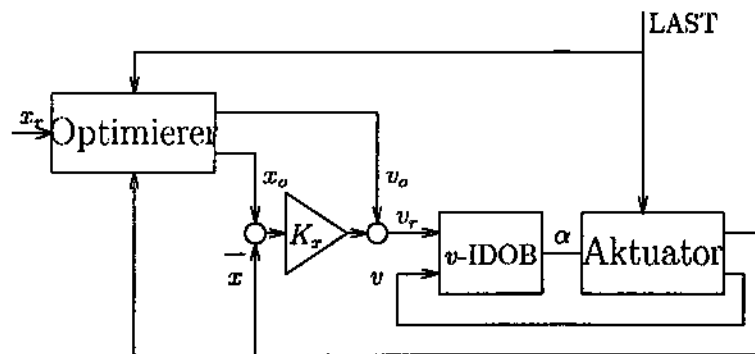 LAST
x_r
Optimierer
x_o
v_o
K_x
v_r
v-IDOB
α
Aktuator
− x
v